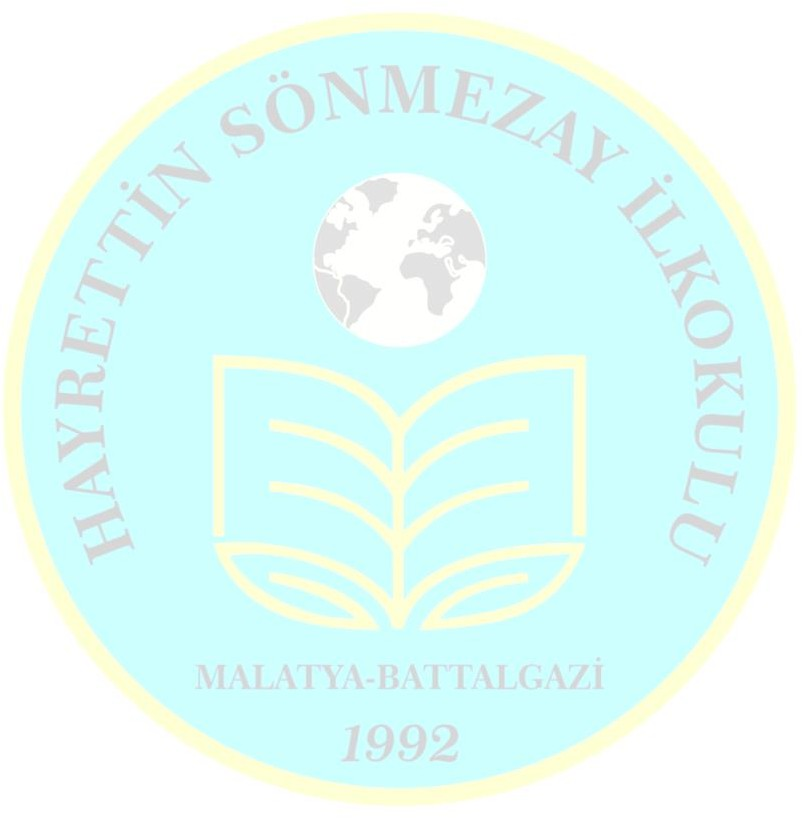 HAYRETTİN SÖNMEZAY İLKOKULU
MALATYA-BATTALGAZİ
1992